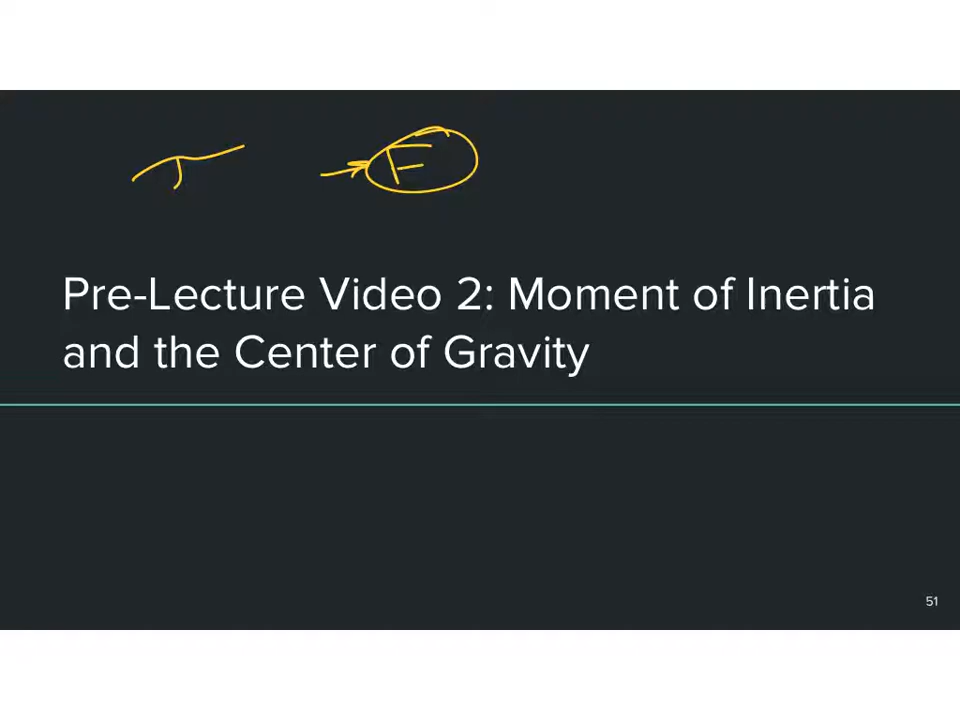 τ F
Pre-Lecture Video 2: Moment of Inertia
and the Center of Gravity
51